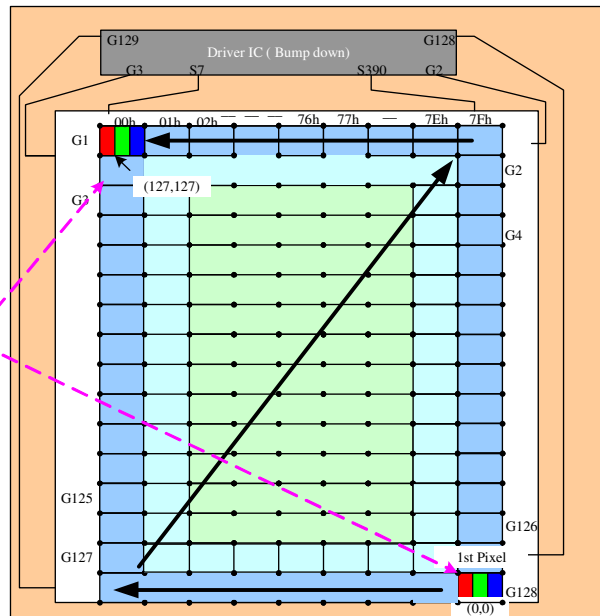 G129
G128
Driver IC ( Bump down)
G3
S7
S390
G2
00h
01h
02h
— — —
76h
77h
—
7Eh
7Fh
G1
G2
(127,127)
G3
G4
G125
G126
G127
1st Pixel
G128
(0,0)